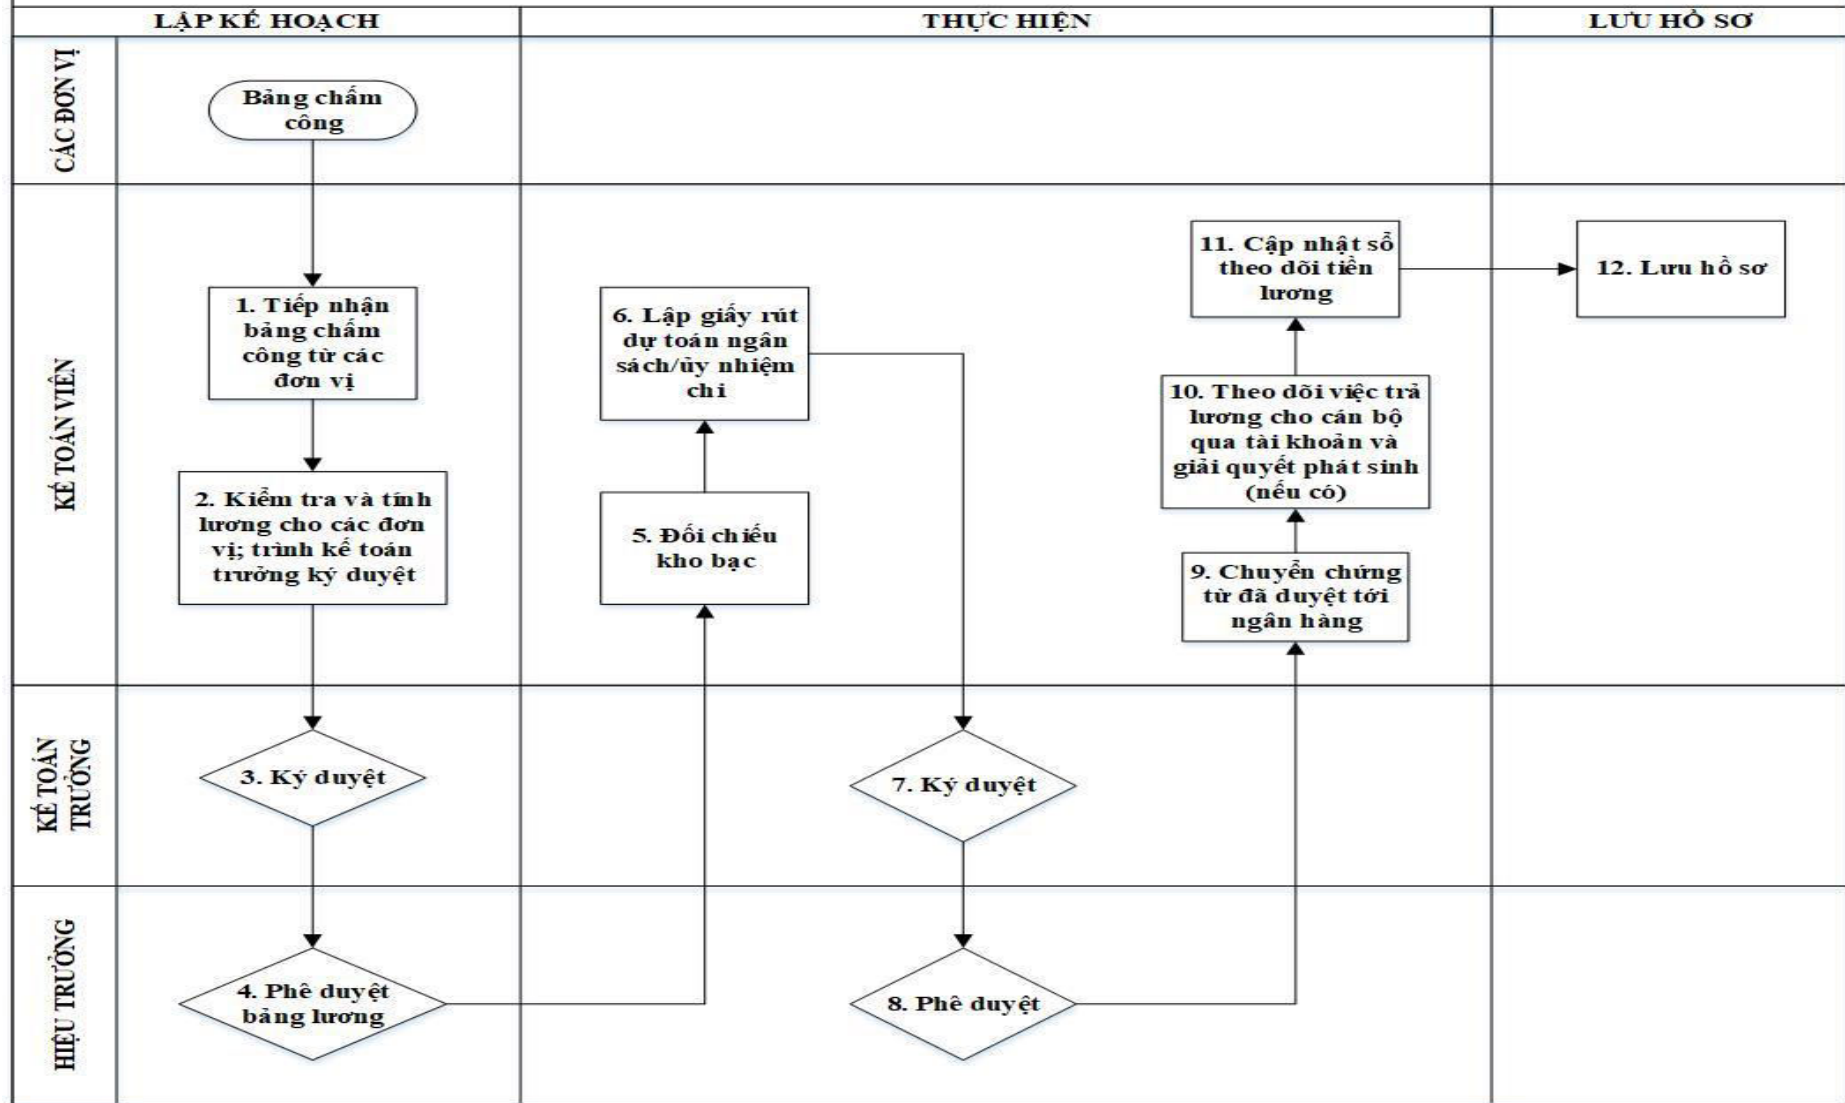 LẬP KẾ HOẠCH
THỰC HIỆN
LƯU HỒ SƠ
CÁC ĐƠN VỊ
Bảng chấm
công
KẾ TOÁN VIÊN
1. Tiếp nhận
bảng chấm
công từ các
đơn vị
2. Kiểm tra và tính
lương cho các đơn
vị; trình kế toán
trưởng ký duyệt
6. Lập giấy rút
dự toán ngân
sách/ủy nhiệm
chi
5. Đối chiếu
kho bạc
11. Cập nhật sổ
theo dõi tiền
lương
10. Theo dõi việc trả
lương cho cán bộ
qua tài khoản và
giải quyết phát sinh
(nếu có)
9. Chuyển chứng
từ đã duyệt tới
ngân hàng
12. Lưu hồ sơ
KẾ TOÁN
TRƯỞNG
3. Ký duyệt
7. Ký duyệt
HIỆU TRƯỞNG
4. Phê duyệt
bảng lương
8. Phê duyệt